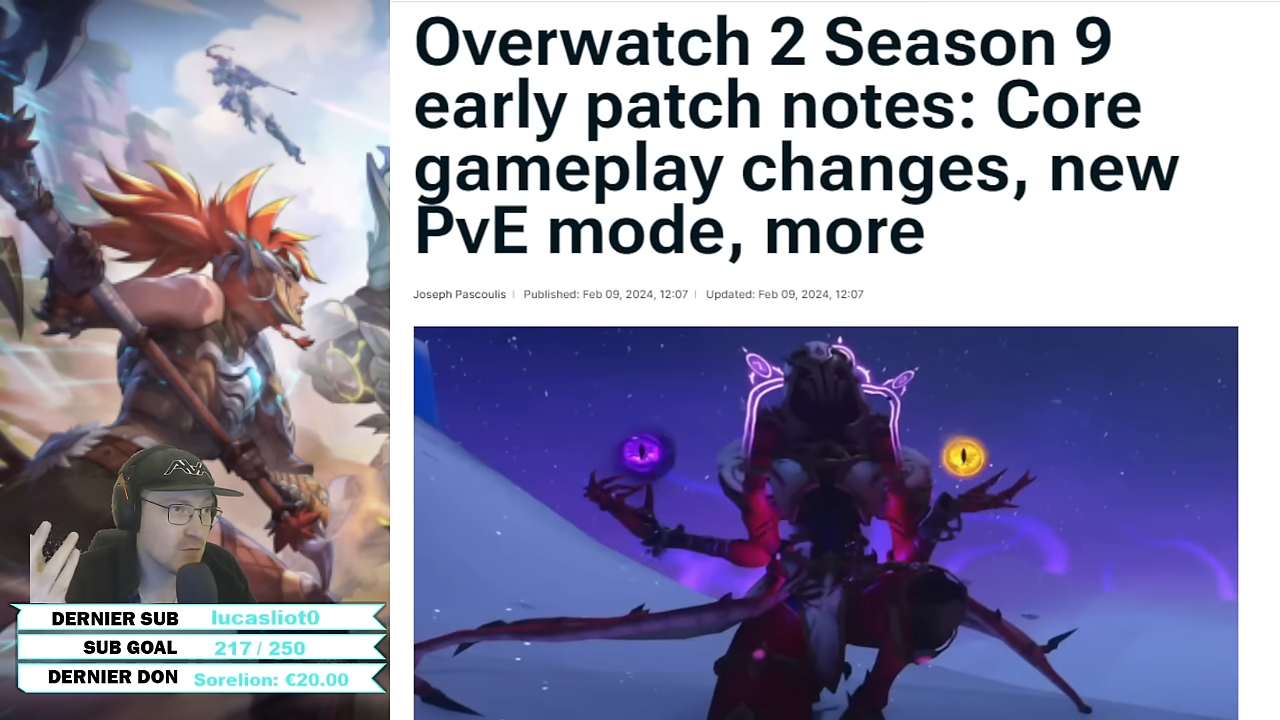 Overwatch 2 Season 9
early patch notes: Core
gameplay changes, new
PvE mode, more
Joseph Pascoulis | Published: Feb 09, 2024, 12:07 | Updated: Feb 09, 2024, 12:07
DERNIER SUB lucasliot0
SUB GOAL 217 / 250
DERNIER DON Sorelion: €20.00